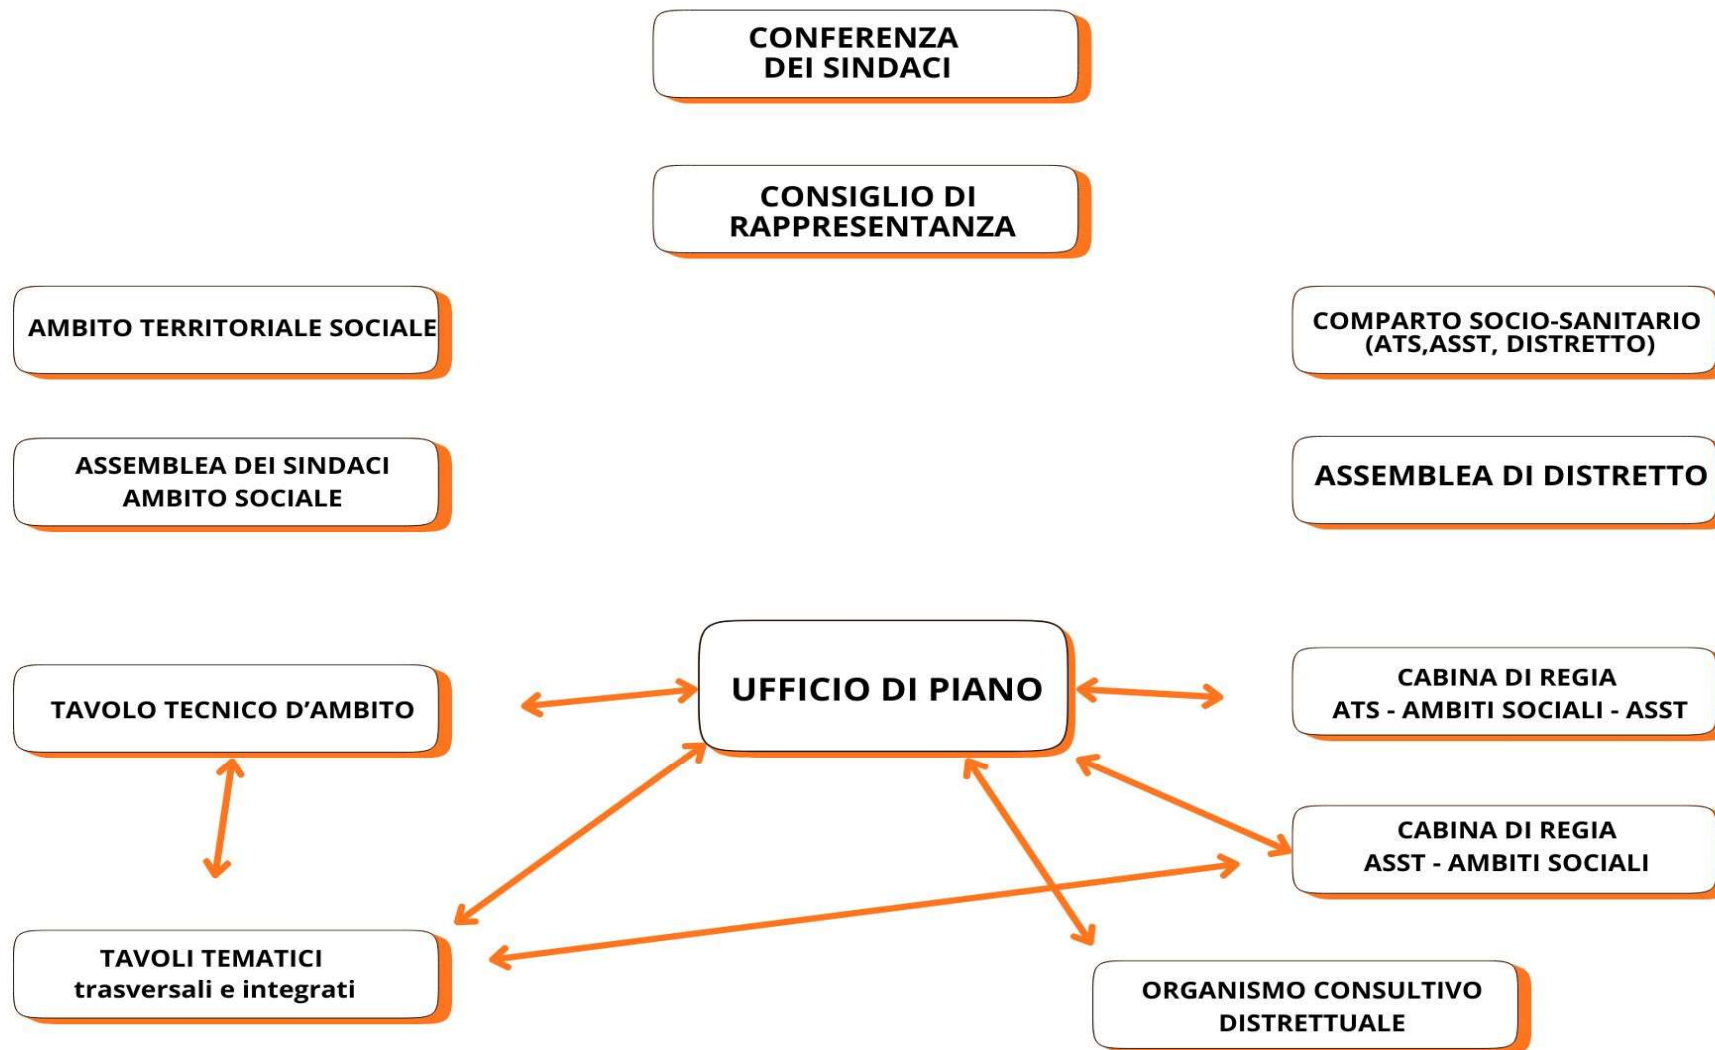 CONFERENZA
DEI SINDACI
CONSIGLIO DI
RAPPRESENTANZA
AMBITO TERRITORIALE SOCIALE
COMPARTO SOCIO-SANITARIO
(ATS,ASST, DISTRETTO)
ASSEMBLEA DEI SINDACI
AMBITO SOCIALE
ASSEMBLEA DI DISTRETTO
TAVOLO TECNICO D’AMBITO
UFFICIO DI PIANO
CABINA DI REGIA
ATS - AMBITI SOCIALI - ASST
CABINA DI REGIA
ASST - AMBITI SOCIALI
TAVOLI TEMATICI
trasversali e integrati
ORGANISMO CONSULTIVO
DISTRETTUALE